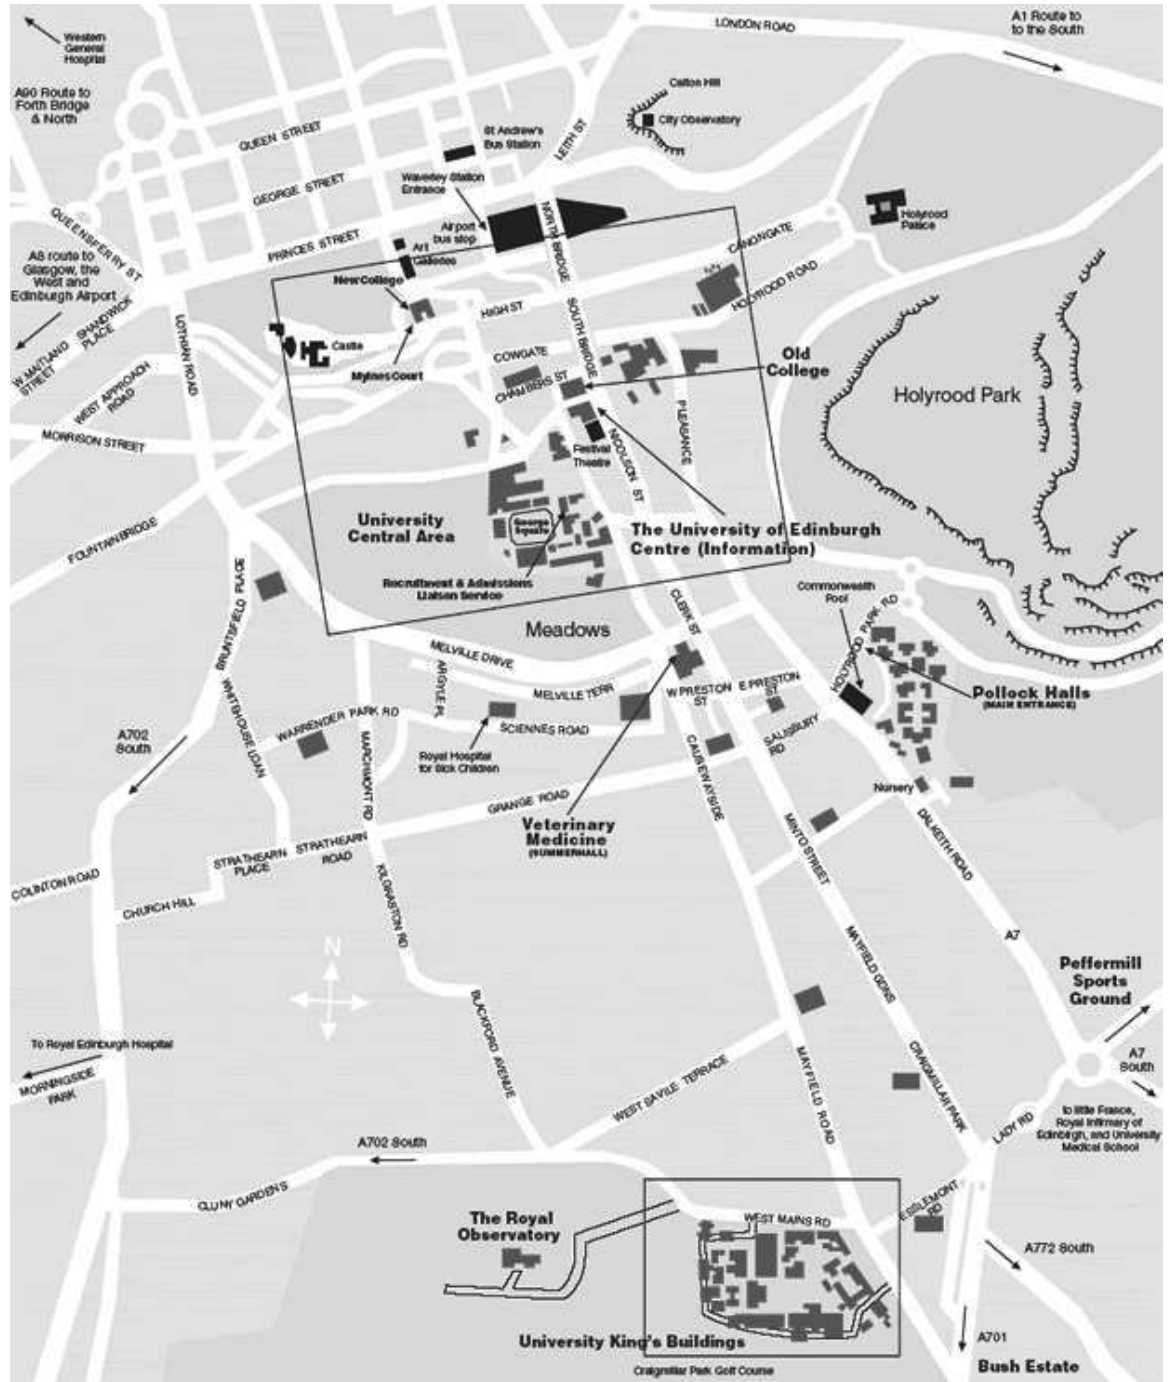 A1 Route to
to the South
LONDON ROAD
Western
General
Hospital
A90 Route to
Forth Bridge
& North
Calton Hill
City Observatory
QUEEN STREET
St Andrew's
Bus Station
LEITH ST
GEORGE STREET
Waverley Station
Entrance
QUEENSFERRY ST
PRINCES STREET
Airport
bus stop
NORTH BRIDGE
Holyrood
Palace
CANONGATE
Art
Galleries
A8 route to
Glasgow, the
West and
Edinburgh Airport
New College
HOLYROOD ROAD
HIGH ST
SOUTH BRIDGE
W. MAITLAND
STREET
SHANDWICK
PLACE
LOTHIAN ROAD
Castle
Mylnes Court
COWGATE
Old
College
CHAMBERS ST
WEST APPROACH
ROAD
Holyrood Park
MORRISON STREET
PLEASANCE
Festival
Theatre
NICOLSON ST
University
Central Area
George
Square
The University of Edinburgh
Centre (Information)
FOUNTAINBRIDGE
Recruitment & Admissions
Liaison Service
Commonwealth
Pool
BRUNTSFIELD PLACE
CLERK ST
HOLYROOD PARK RD
Meadows
MELVILLE DRIVE
ARGYLE PL
MELVILLE TERR
W PRESTON
ST
E PRESTON
ST
Pollock Halls
(MAIN ENTRANCE)
WARRENDER PARK RD
SCIENNES ROAD
SALISBURY
RD
A702
South
WHITEHOUSE LOAN
MARCHMONT RD
Royal Hospital
for Sick Children
CAUSEWAYSIDE
Nursery
GRANGE ROAD
Veterinary
Medicine
(SUMMERHALL)
MINTO STREET
DALKEITH ROAD
STRATHEARN
PLACE
STRATHEARN
ROAD
COLINTON ROAD
CHURCH HILL
KILGRASTON RD
A7
N
MAYFIELD GDNS
Peffermill
Sports
Ground
BLACKFORD AVENUE
To Royal Edinburgh Hospital
MORNINGSIDE
PARK
WEST SAVILE TERRACE
MAYFIELD ROAD
CRAIGMILLAR PARK
A7
South
LADY RD
to little France,
Royal Infirmary of
Edinbirgh, and University
Medical School
A702 South
CLUNY GARDENS
ESSLEMONT
RD
The Royal
Observatory
WEST MAINS RD
A772 South
University King's Buildings
A701
Craigmillar Park Golf Course
Bush Estate